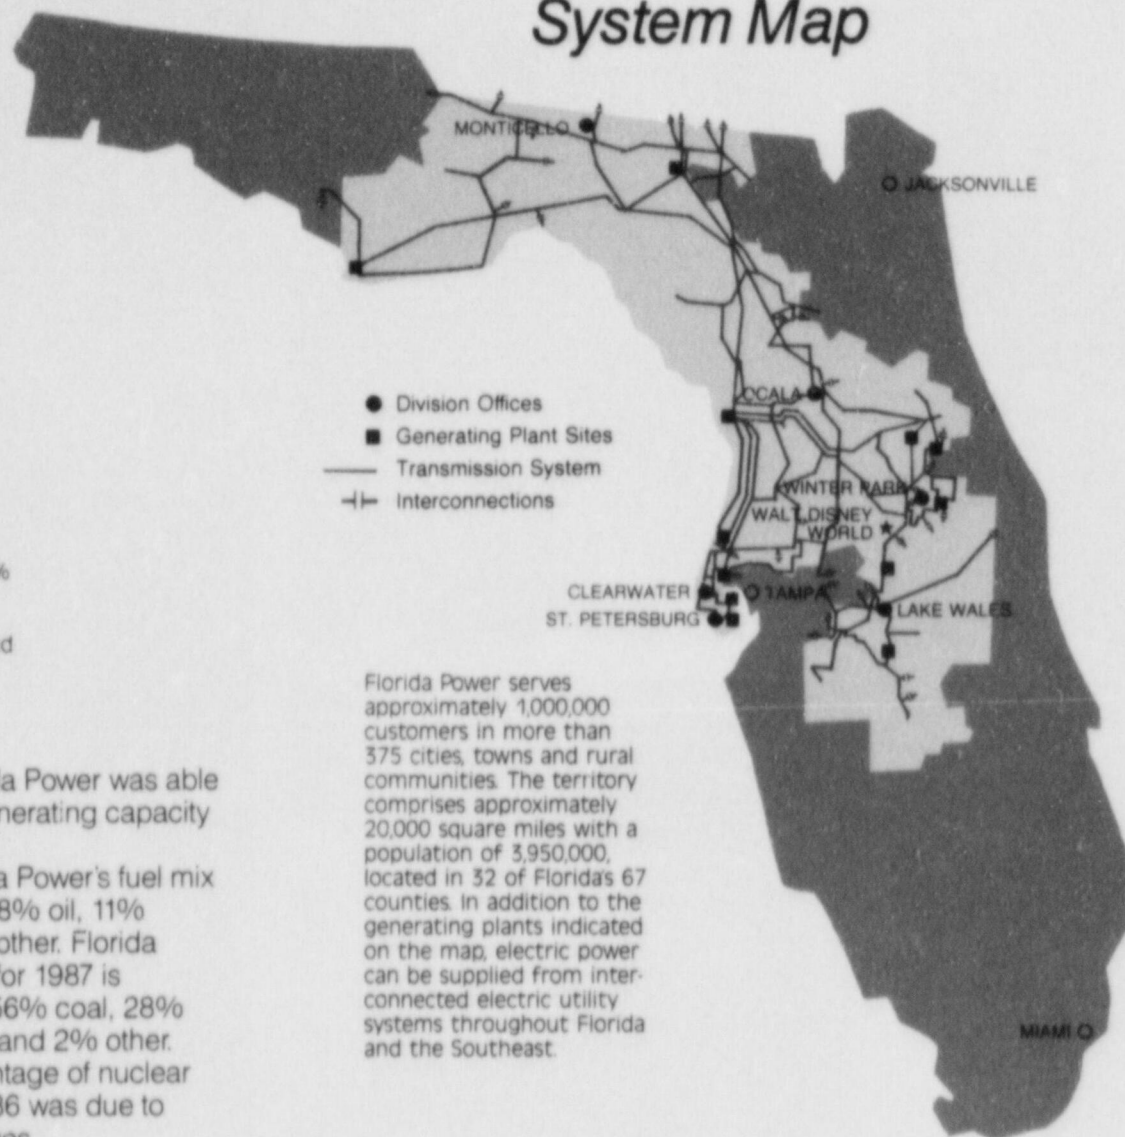 System Map
MONTICELLO
JACKSONVILLE
OCALA
Division Offices
Generating Plant Sites
Transmission System
Interconnections
WINTER PARK
WALT DISNEY
WORLD
CLEARWATER
TAMPA
ST. PETERSBURG
LAKE WALES
MIAMI
Florida Power serves
approximately 1,000,000
customers in more than
375 cities, towns and rural
communities. The territory
comprises approximately
20,000 square miles with a
population of 3,950,000,
located in 32 of Florida's 67
counties. In addition to the
generating plants indicated
on the map, electric power
can be supplied from inter-
connected electric utility
systems throughout Florida
and the Southeast.
%
d
da Power was able
nerating capacity
a Power's fuel mix
8% oil, 11%
other. Florida
for 1987 is
56% coal, 28%
and 2% other.
ntage of nuclear
86 was due to